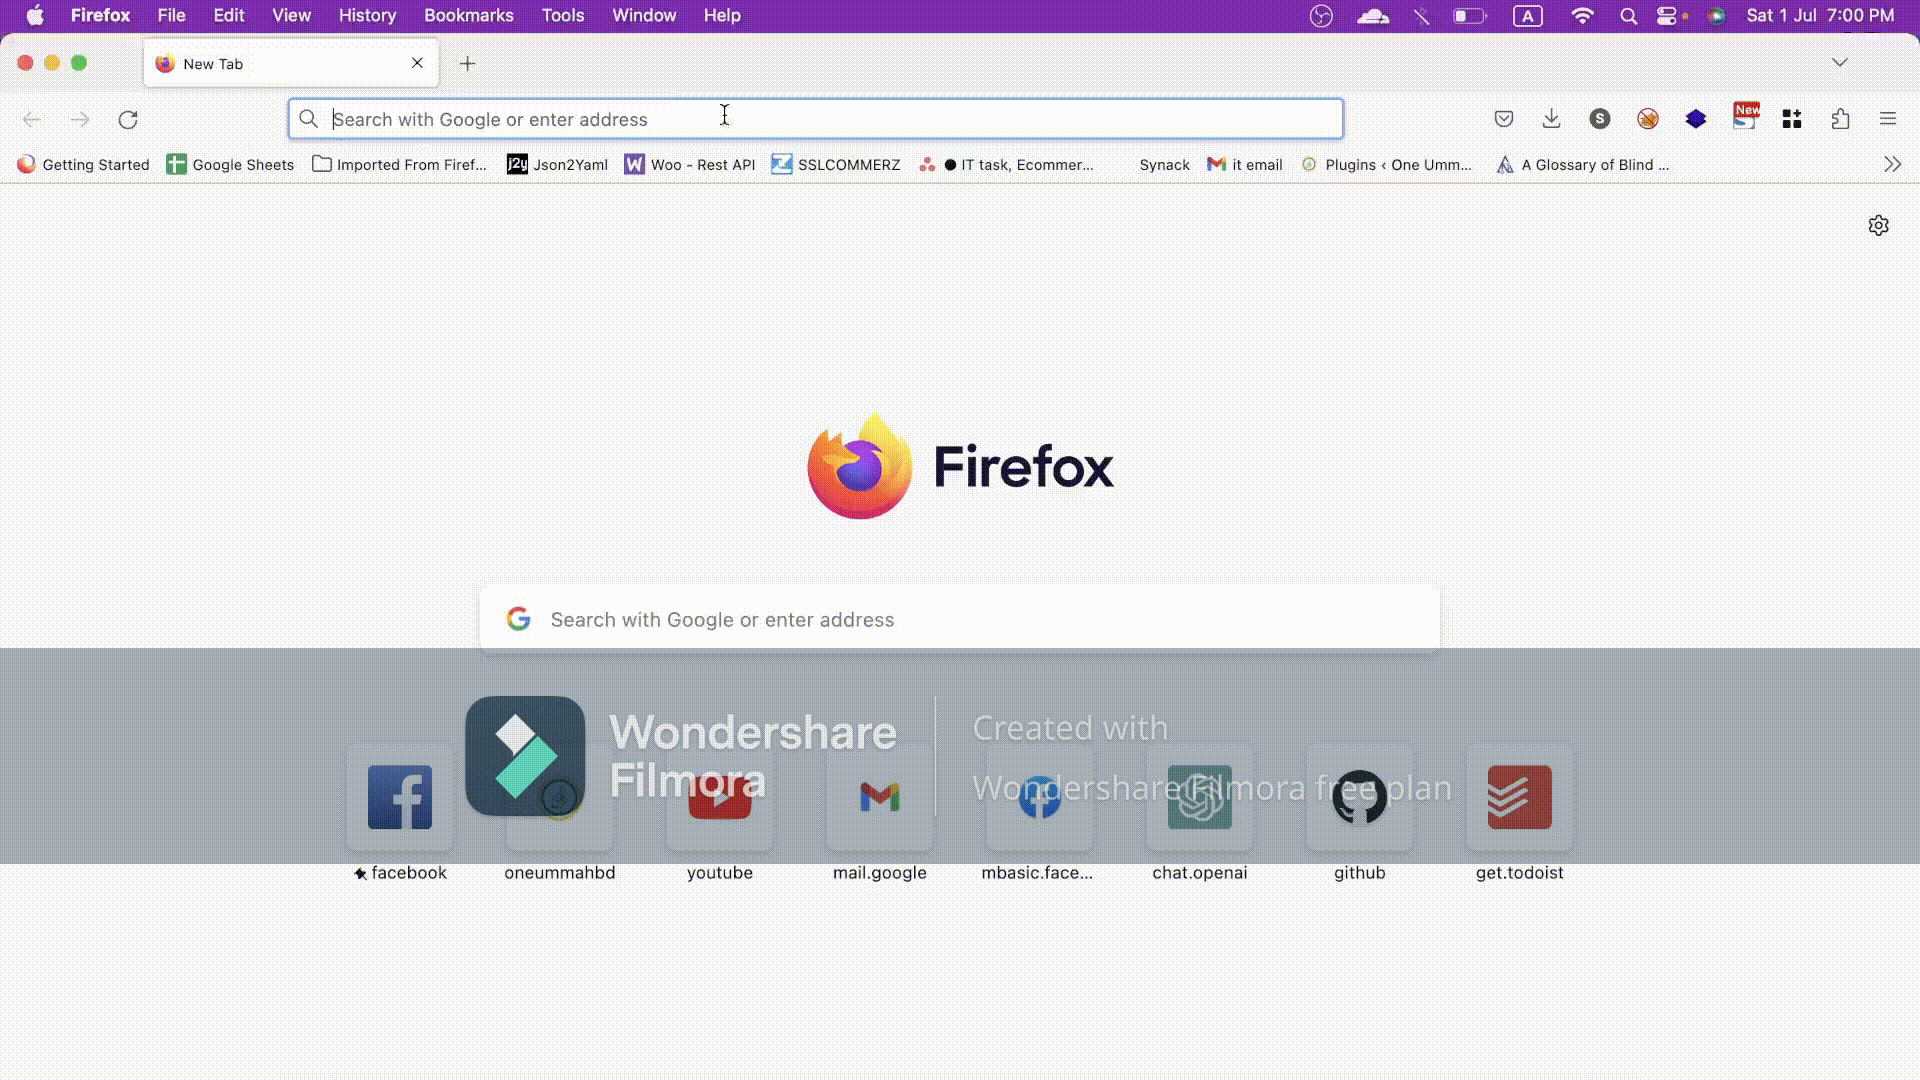 Firefox File Edit View History Bookmarks Tools Window Help A Sat 1 Jul 7:00 PM
New Tab
Search with Google or enter address S New
Getting Started Google Sheets Imported From Firef... j2y Json2Yaml W Woo - Rest API SSLCOMMERZ IT task, Ecommer... Synack it email Plugins ‹ One Umm... A Glossary of Blind ...
Firefox
Search with Google or enter address
Wondershare
Filmora
Created with
Wondershare Filmora free plan
facebook oneummahbd youtube mail.google mbasic.face... chat.openai github get.todoist